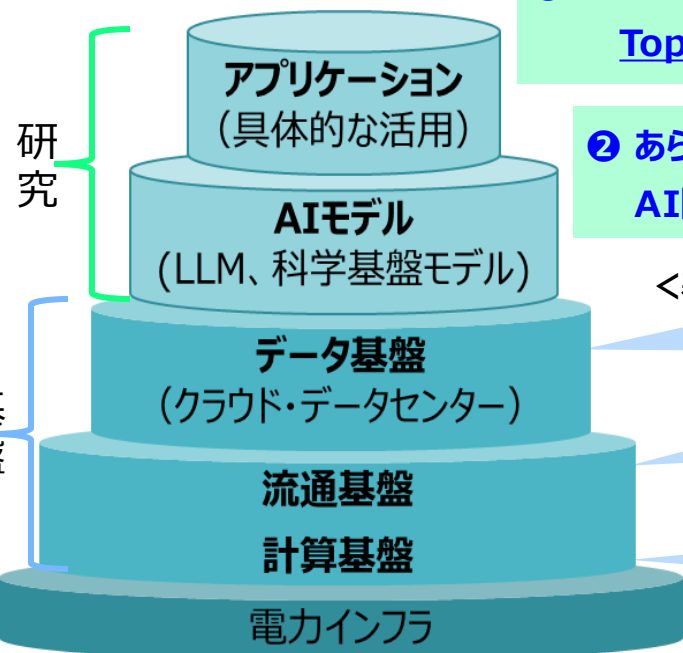 Top
❷ あら
AI
研
究
アプリケーション
(具体的な活用)
AIモデル
(LLM、科学基盤モデル)
データ基盤
(クラウド・データセンター)
流通基盤
計算基盤
電力インフラ